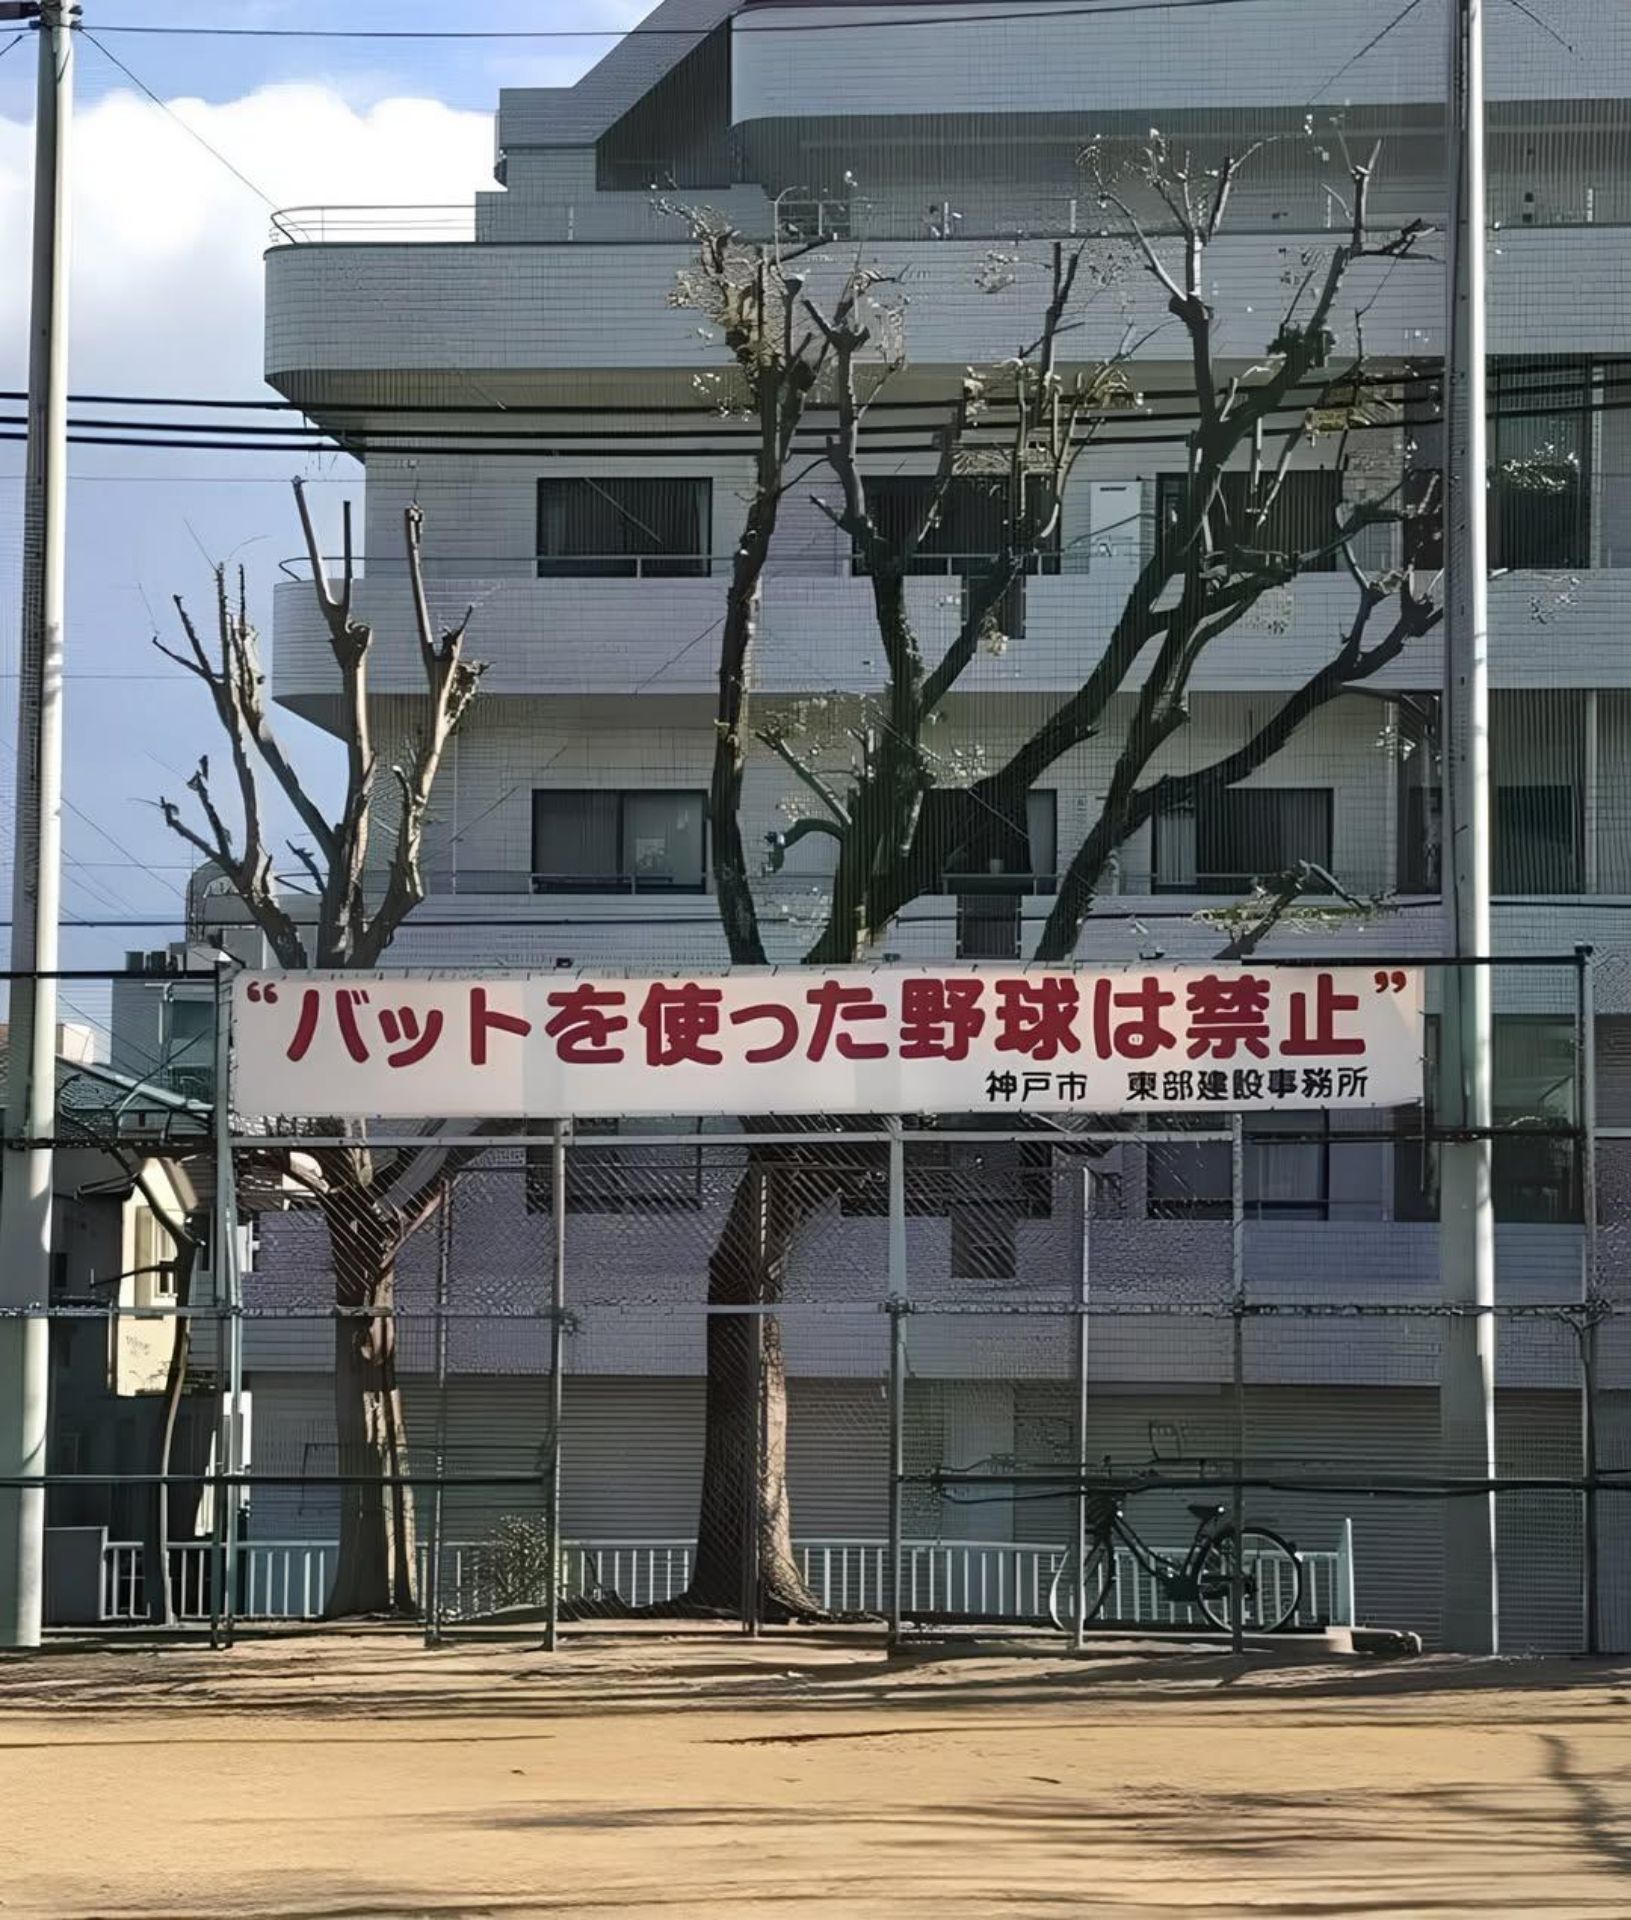 “バットを使った野球は禁止”
神戸市　東部建設事務所